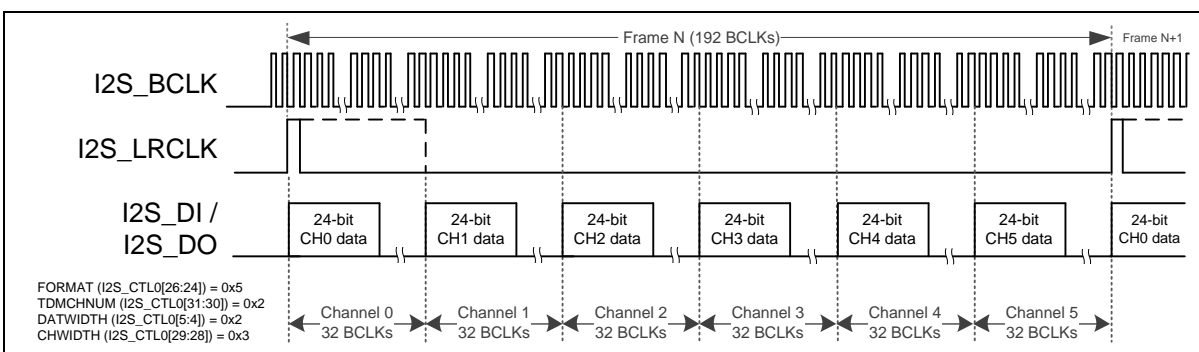 Frame N (192 BCLKs)
Frame N+1
I2S_BCLK
I2S_LRCLK
I2S_DI /
I2S_DO
24-bit
CH0 data
24-bit
CH1 data
24-bit
CH2 data
24-bit
CH3 data
24-bit
CH4 data
24-bit
CH5 data
24-bit
CH0 data
FORMAT (I2S_CTL0[26:24]) = 0x5
TDMCHNUM (I2S_CTL0[31:30]) = 0x2
DATWIDTH (I2S_CTL0[5:4]) = 0x2
CHWIDTH (I2S_CTL0[29:28]) = 0x3
Channel 0
32 BCLKs
Channel 1
32 BCLKs
Channel 2
32 BCLKs
Channel 3
32 BCLKs
Channel 4
32 BCLKs
Channel 5
32 BCLKs